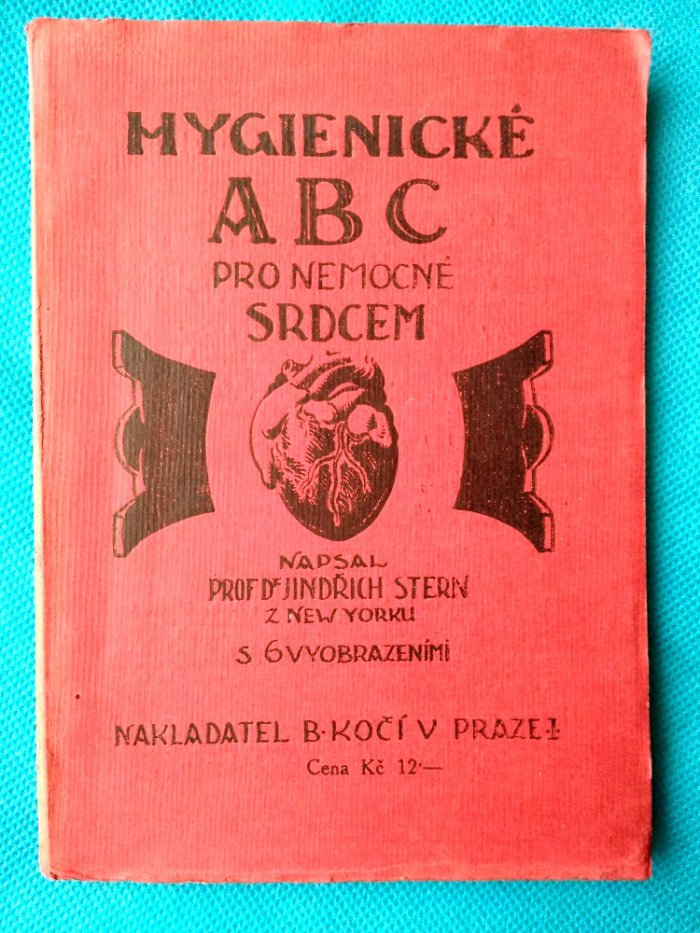 HYGIENICKÉ
ABC
PRO NEMOCNÉ
SRDCEM
NAPSAL
PROF Dr JINDŘICH STERN
Z NEW YORKU
S 6 VYOBRAZENÍMI
NAKLADATEL B. KOČÍ V PRAZE-I.
Cena Kč 12·—